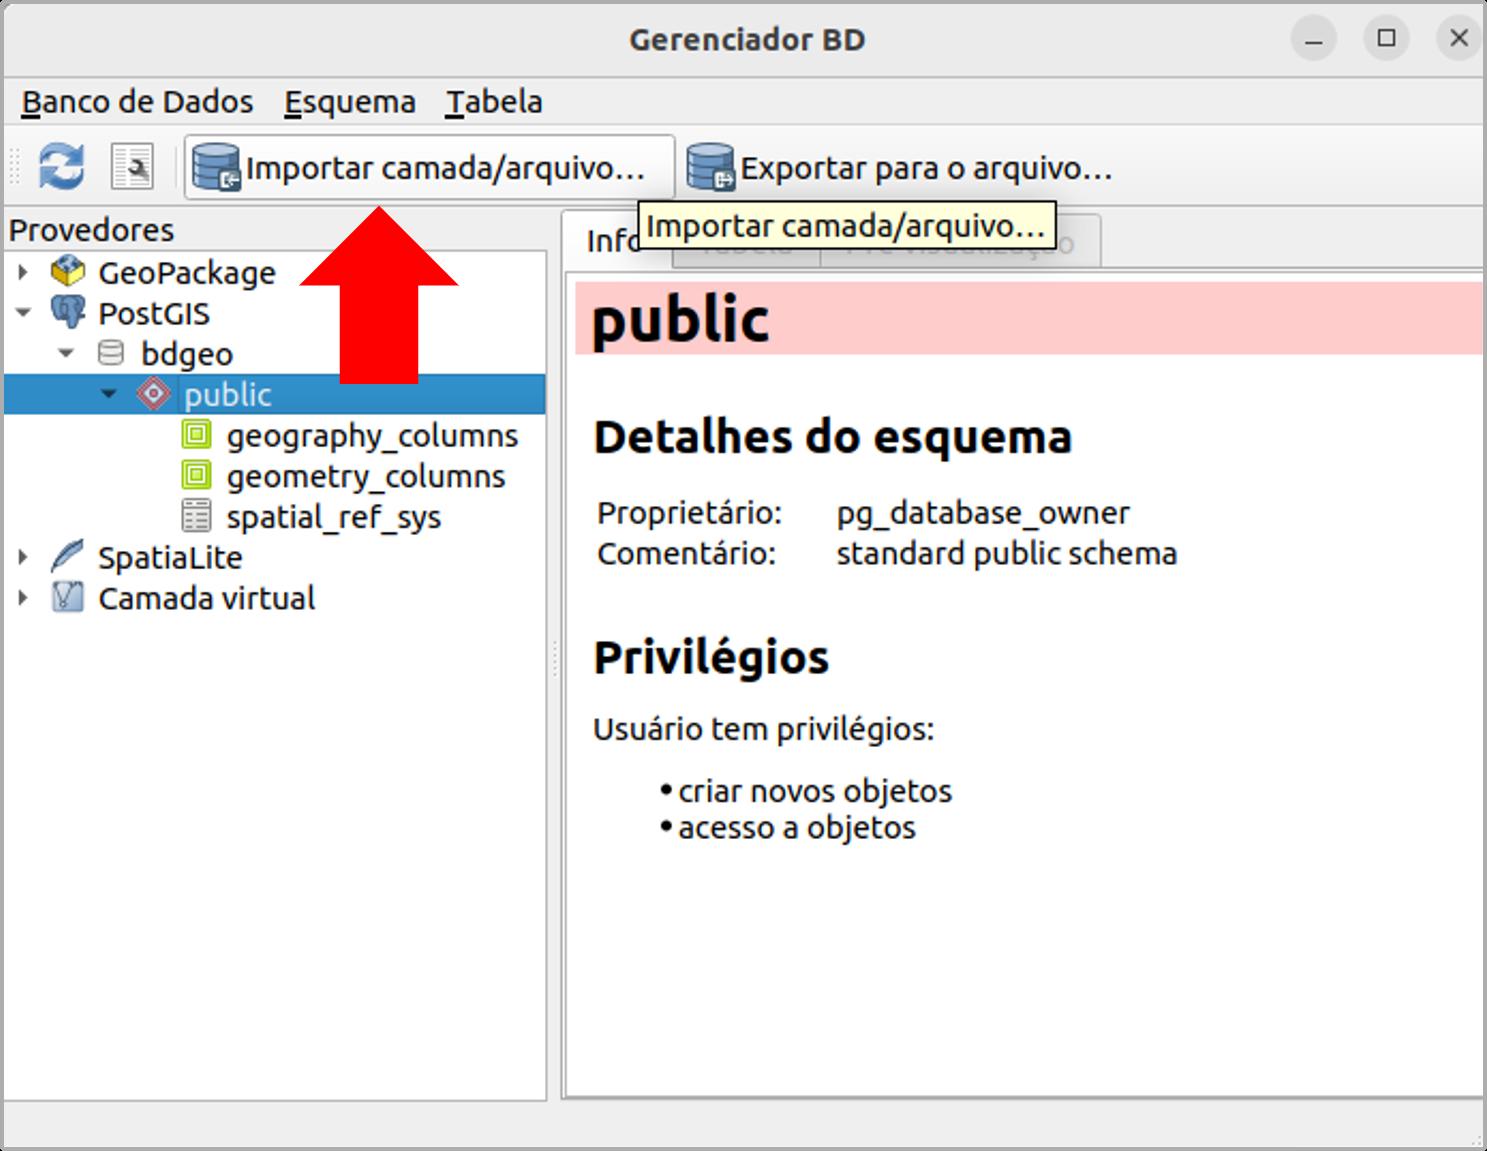 Gerenciador BD
Banco de Dados Esquema Tabela
Importar camada/arquivo... Exportar para o arquivo...
Importar camada/arquivo...
Provedores
Info
GeoPackage
PostGIS
bdgeo
public
geography_columns
geometry_columns
spatial_ref_sys
SpatiaLite
Camada virtual
public
Detalhes do esquema
Proprietário: pg_database_owner
Comentário: standard public schema
Privilégios
Usuário tem privilégios:
• criar novos objetos
• acesso a objetos